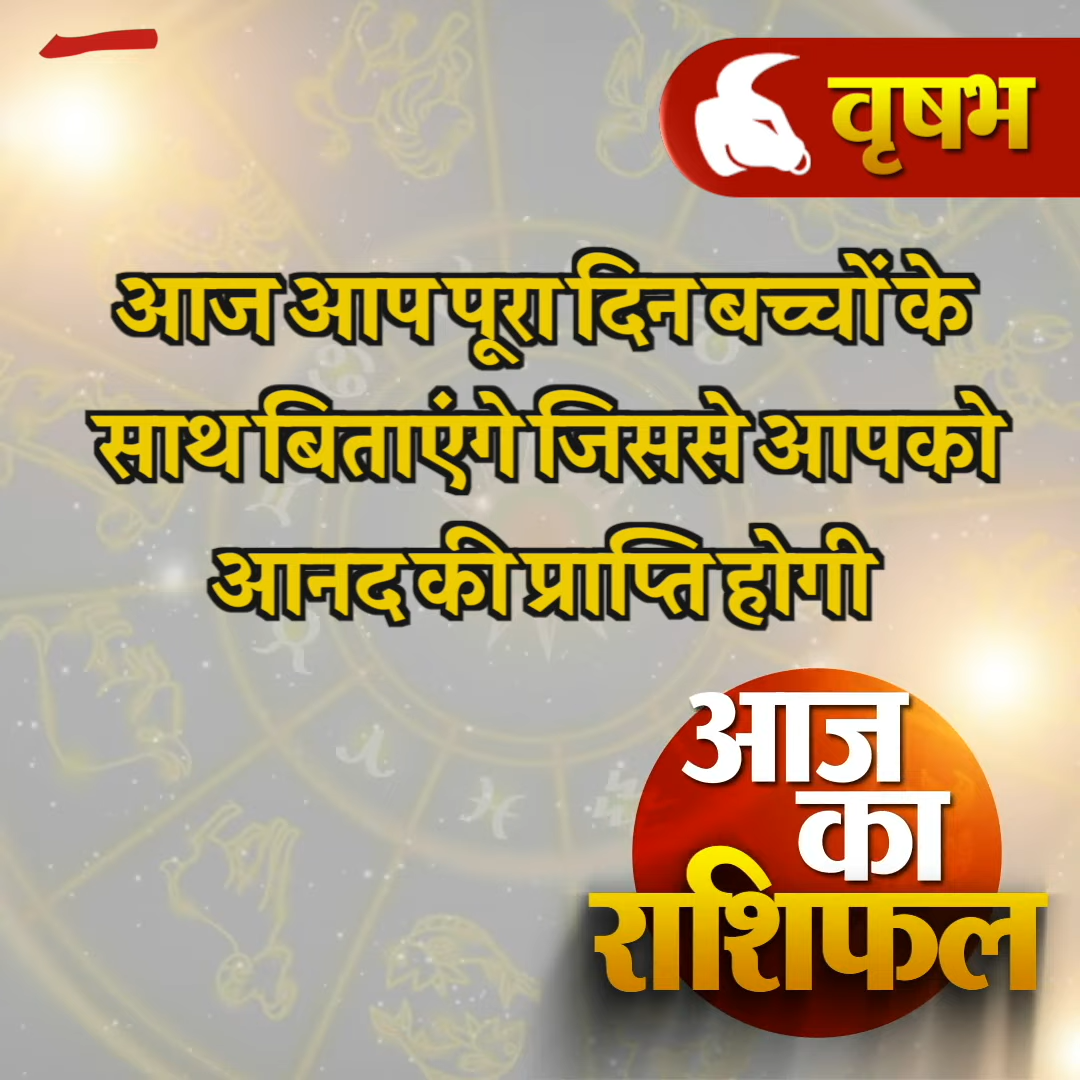 वृषभ
आज आप पूरा दिन बच्चों के
साथ बिताएंगे जिससे आपको
आनद की प्राप्ति होगी
आज
का
राशिफल